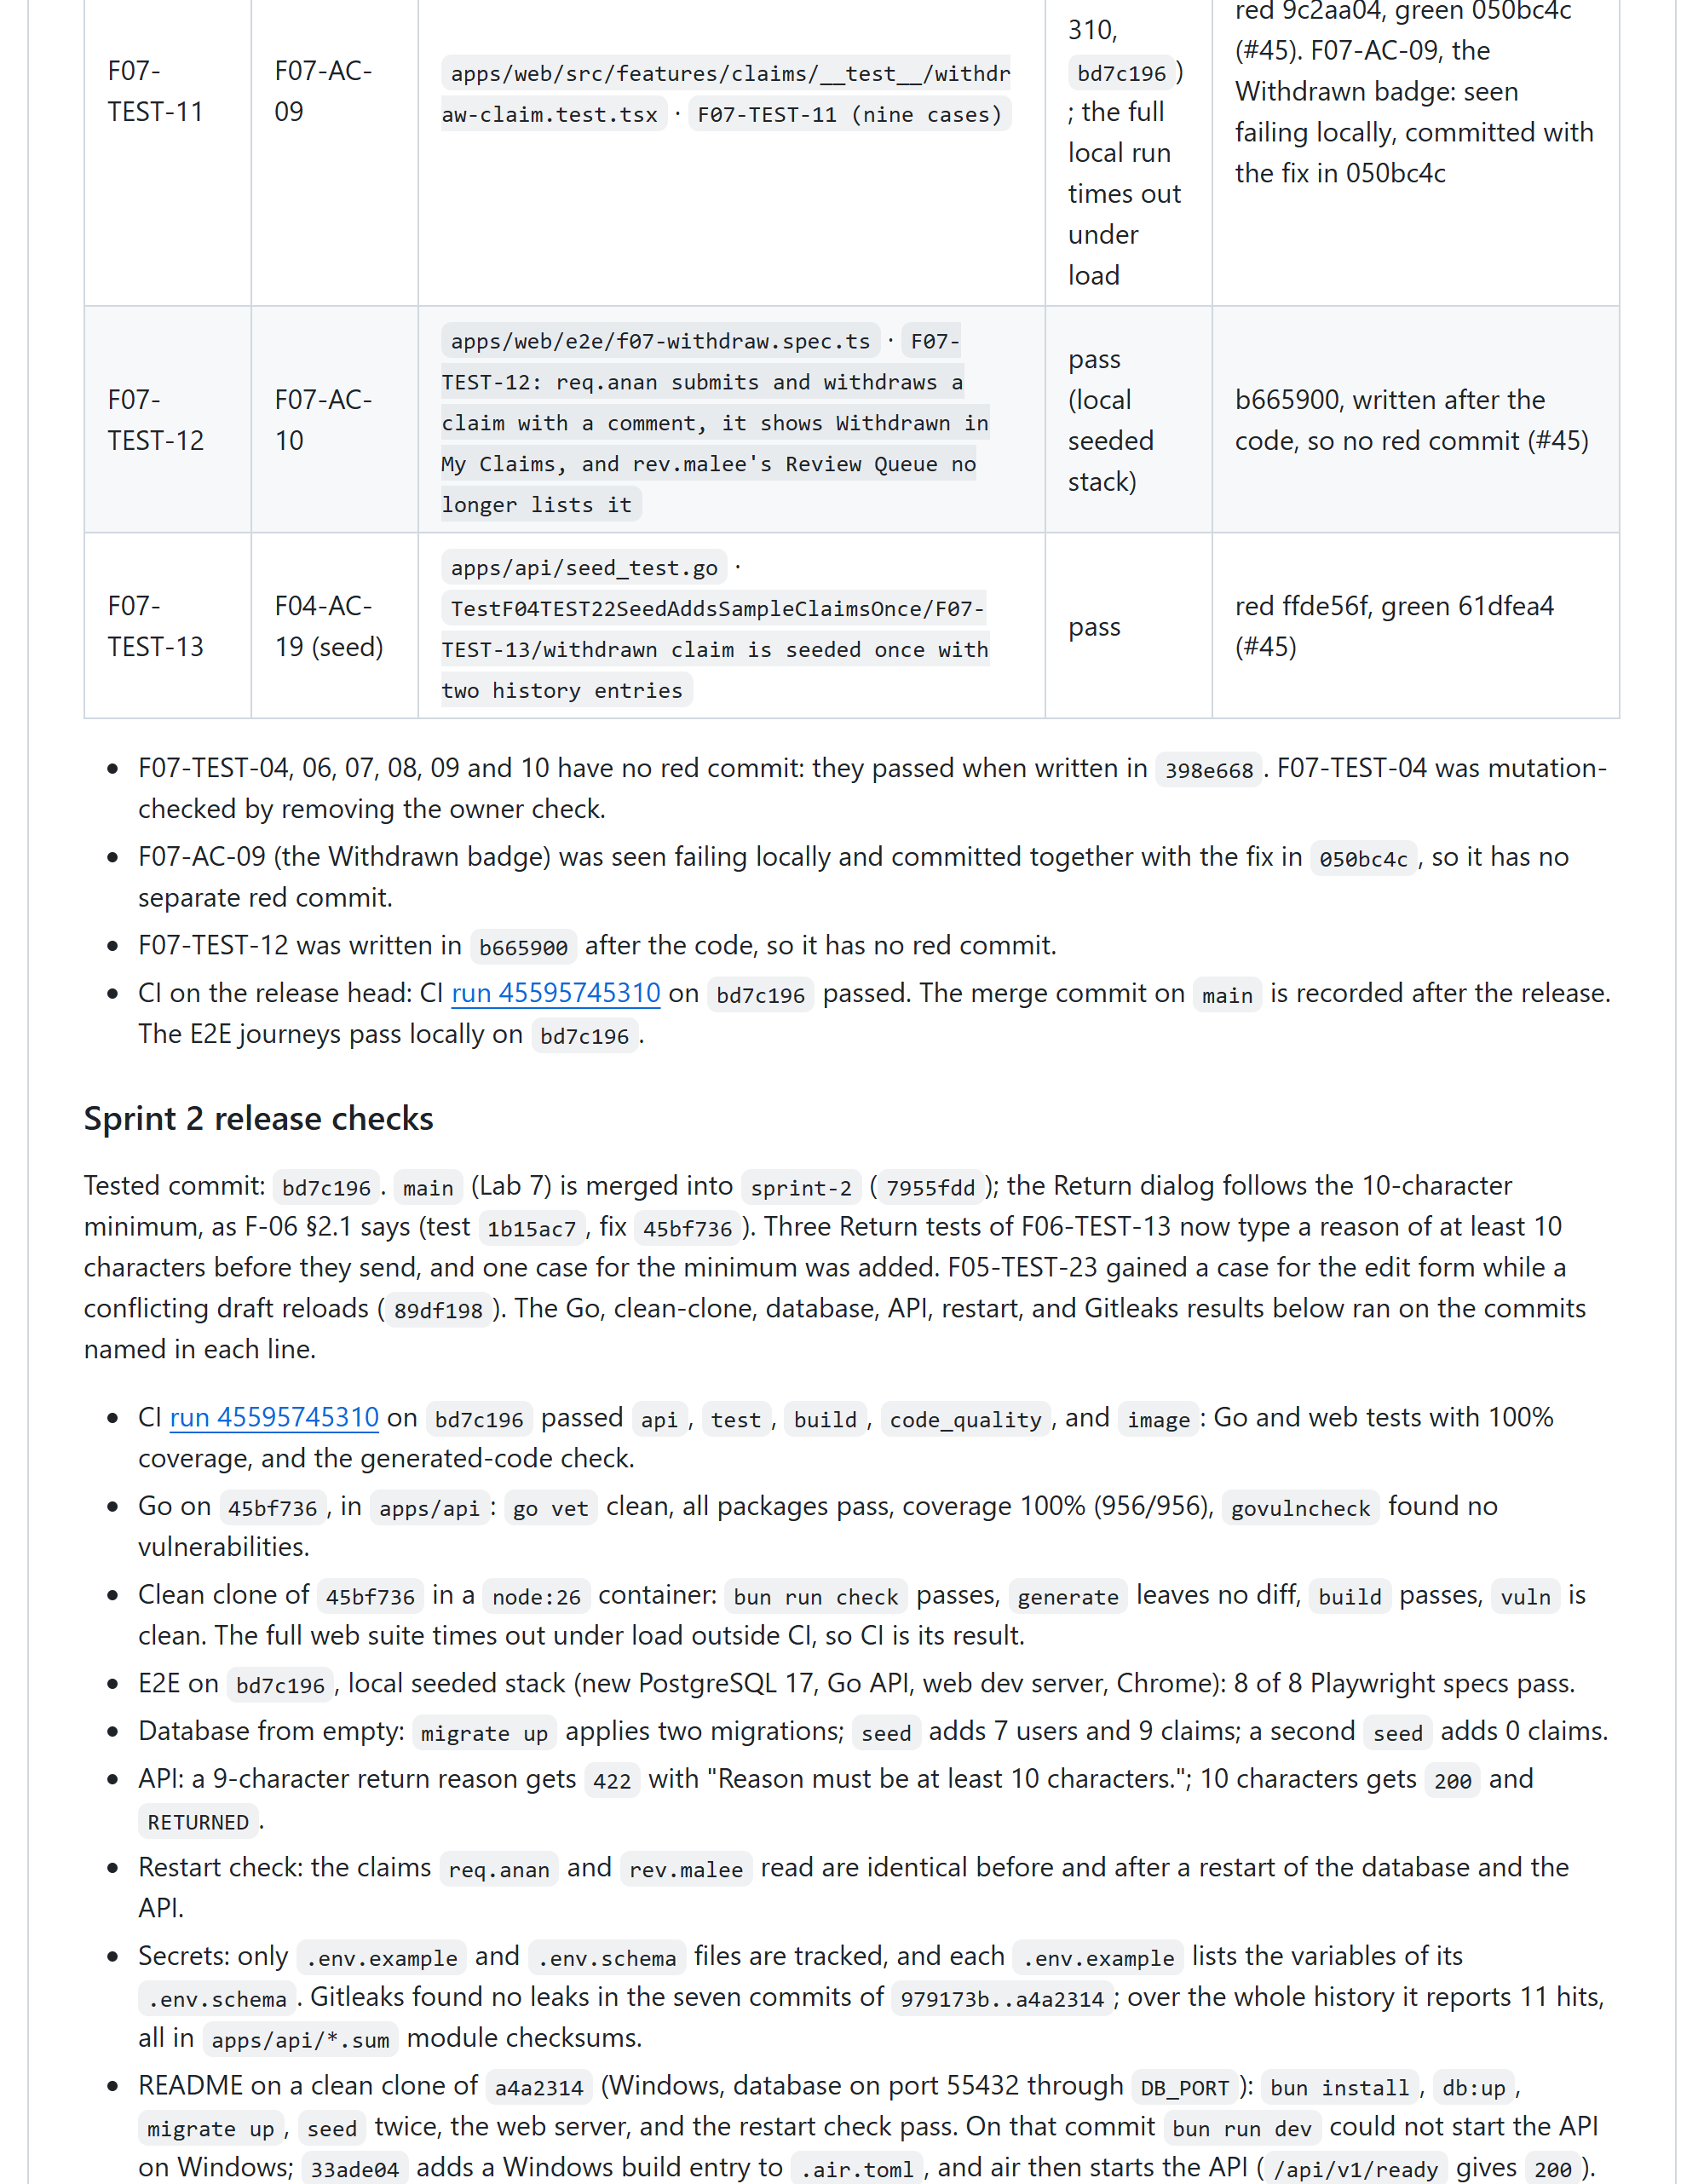 F07-
TEST-11
F07-AC-
09
apps/web/src/features/claims/__test__/withdr
aw-claim.test.tsx · F07-TEST-11 (nine cases)
310,
bd7c196)
; the full
local run
times out
under
load
red 9c2aa04, green 050bc4c
(#45). F07-AC-09, the
Withdrawn badge: seen
failing locally, committed with
the fix in 050bc4c
F07-
TEST-12
F07-AC-
10
apps/web/e2e/f07-withdraw.spec.ts · F07-
TEST-12: req.anan submits and withdraws a
claim with a comment, it shows Withdrawn in
My Claims, and rev.malee's Review Queue no
longer lists it
pass
(local
seeded
stack)
b665900, written after the
code, so no red commit (#45)
F07-
TEST-13
F04-AC-
19 (seed)
apps/api/seed_test.go ·
TestF04TEST22SeedAddsSampleClaimsOnce/F07-
TEST-13/withdrawn claim is seeded once with
two history entries
pass
red ffde56f, green 61dfea4
(#45)
• F07-TEST-04, 06, 07, 08, 09 and 10 have no red commit: they passed when written in 398e668. F07-TEST-04 was mutation-
checked by removing the owner check.
• F07-AC-09 (the Withdrawn badge) was seen failing locally and committed together with the fix in 050bc4c, so it has no
separate red commit.
• F07-TEST-12 was written in b665900 after the code, so it has no red commit.
• CI on the release head: CI run 45595745310 on bd7c196 passed. The merge commit on main is recorded after the release.
The E2E journeys pass locally on bd7c196.
Sprint 2 release checks
Tested commit: bd7c196. main (Lab 7) is merged into sprint-2 (7955fdd); the Return dialog follows the 10-character
minimum, as F-06 §2.1 says (test 1b15ac7, fix 45bf736). Three Return tests of F06-TEST-13 now type a reason of at least 10
characters before they send, and one case for the minimum was added. F05-TEST-23 gained a case for the edit form while a
conflicting draft reloads (89df198). The Go, clean-clone, database, API, restart, and Gitleaks results below ran on the commits
named in each line.
• CI run 45595745310 on bd7c196 passed api, test, build, code_quality, and image: Go and web tests with 100%
coverage, and the generated-code check.
• Go on 45bf736, in apps/api: go vet clean, all packages pass, coverage 100% (956/956), govulncheck found no
vulnerabilities.
• Clean clone of 45bf736 in a node:26 container: bun run check passes, generate leaves no diff, build passes, vuln is
clean. The full web suite times out under load outside CI, so CI is its result.
• E2E on bd7c196, local seeded stack (new PostgreSQL 17, Go API, web dev server, Chrome): 8 of 8 Playwright specs pass.
• Database from empty: migrate up applies two migrations; seed adds 7 users and 9 claims; a second seed adds 0 claims.
• API: a 9-character return reason gets 422 with "Reason must be at least 10 characters."; 10 characters gets 200 and
RETURNED.
• Restart check: the claims req.anan and rev.malee read are identical before and after a restart of the database and the
API.
• Secrets: only .env.example and .env.schema files are tracked, and each .env.example lists the variables of its
.env.schema. Gitleaks found no leaks in the seven commits of 979173b..a4a2314; over the whole history it reports 11 hits,
all in apps/api/*.sum module checksums.
• README on a clean clone of a4a2314 (Windows, database on port 55432 through DB_PORT): bun install, db:up,
migrate up, seed twice, the web server, and the restart check pass. On that commit bun run dev could not start the API
on Windows; 33ade04 adds a Windows build entry to .air.toml, and air then starts the API (/api/v1/ready gives 200).